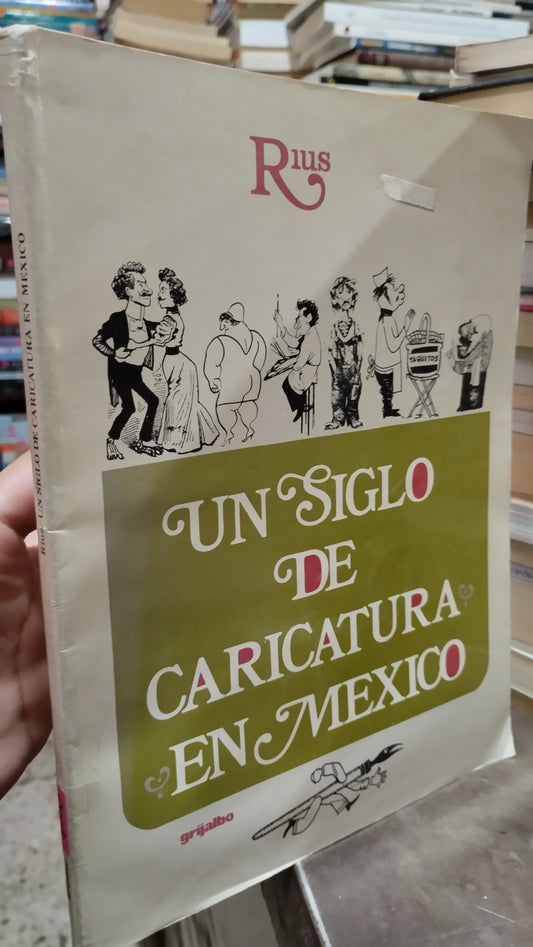 Rius
TAQUITOS
UN SIGLO
DE
CARICATURA
EN MEXICO
grijalbo
Rius UN SIGLO DE CARICATURA EN MEXICO